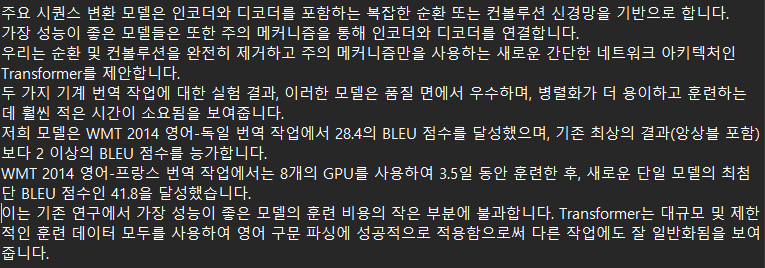 주요 시퀀스 변환 모델은 인코더와 디코더를 포함하는 복잡한 순환 또는 컨볼루션 신경망을 기반으로 합니다.
가장 성능이 좋은 모델들은 또한 주의 메커니즘을 통해 인코더와 디코더를 연결합니다.
우리는 순환 및 컨볼루션을 완전히 제거하고 주의 메커니즘만을 사용하는 새로운 간단한 네트워크 아키텍처인
Transformer를 제안합니다.
두 가지 기계 번역 작업에 대한 실험 결과, 이러한 모델은 품질 면에서 우수하며, 병렬화가 더 용이하고 훈련하는
데 훨씬 적은 시간이 소요됨을 보여줍니다.
저희 모델은 WMT 2014 영어-독일 번역 작업에서 28.4의 BLEU 점수를 달성했으며, 기존 최상의 결과(앙상블 포함)
보다 2 이상의 BLEU 점수를 능가합니다.
WMT 2014 영어-프랑스 번역 작업에서는 8개의 GPU를 사용하여 3.5일 동안 훈련한 후, 새로운 단일 모델의 최첨
단 BLEU 점수인 41.8을 달성했습니다.
이는 기존 연구에서 가장 성능이 좋은 모델의 훈련 비용의 작은 부분에 불과합니다. Transformer는 대규모 및 제한
적인 훈련 데이터 모두를 사용하여 영어 구문 파싱에 성공적으로 적용함으로써 다른 작업에도 잘 일반화됨을 보여
줍니다.